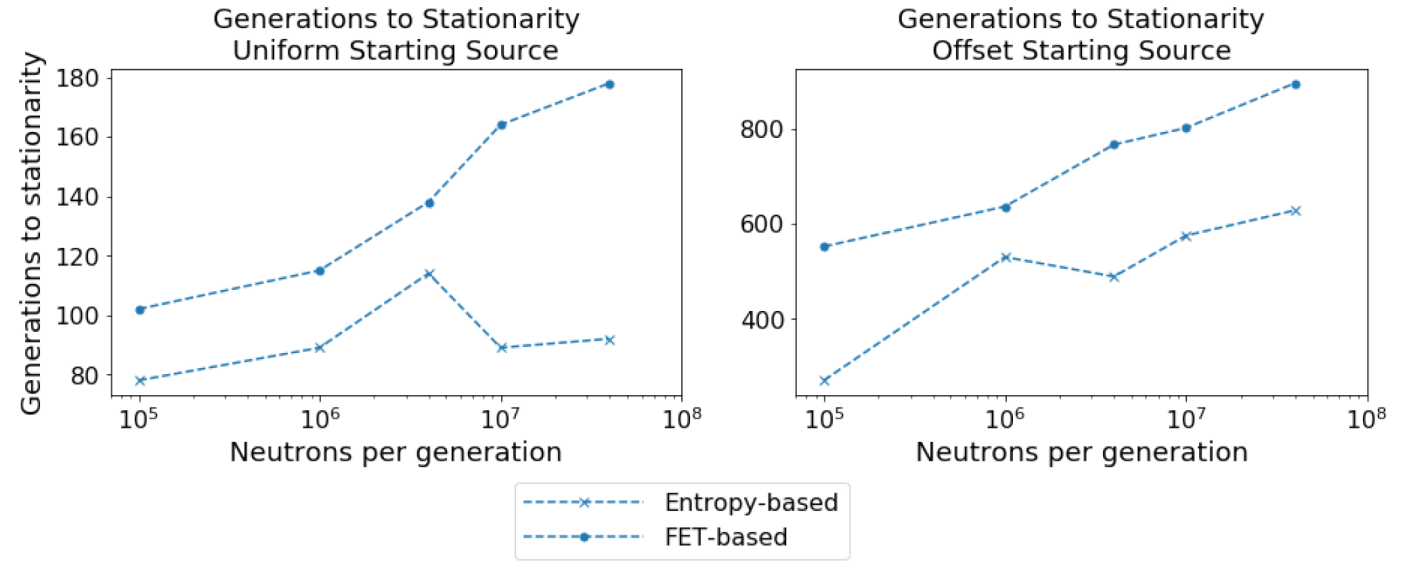 Generations to Stationarity
Uniform Starting Source
Generations to stationarity
180
160
140
120
100
80
10^5
10^6
10^7
10^8
Neutrons per generation
Generations to Stationarity
Offset Starting Source
800
600
400
10^5
10^6
10^7
10^8
Neutrons per generation
Entropy-based
FET-based